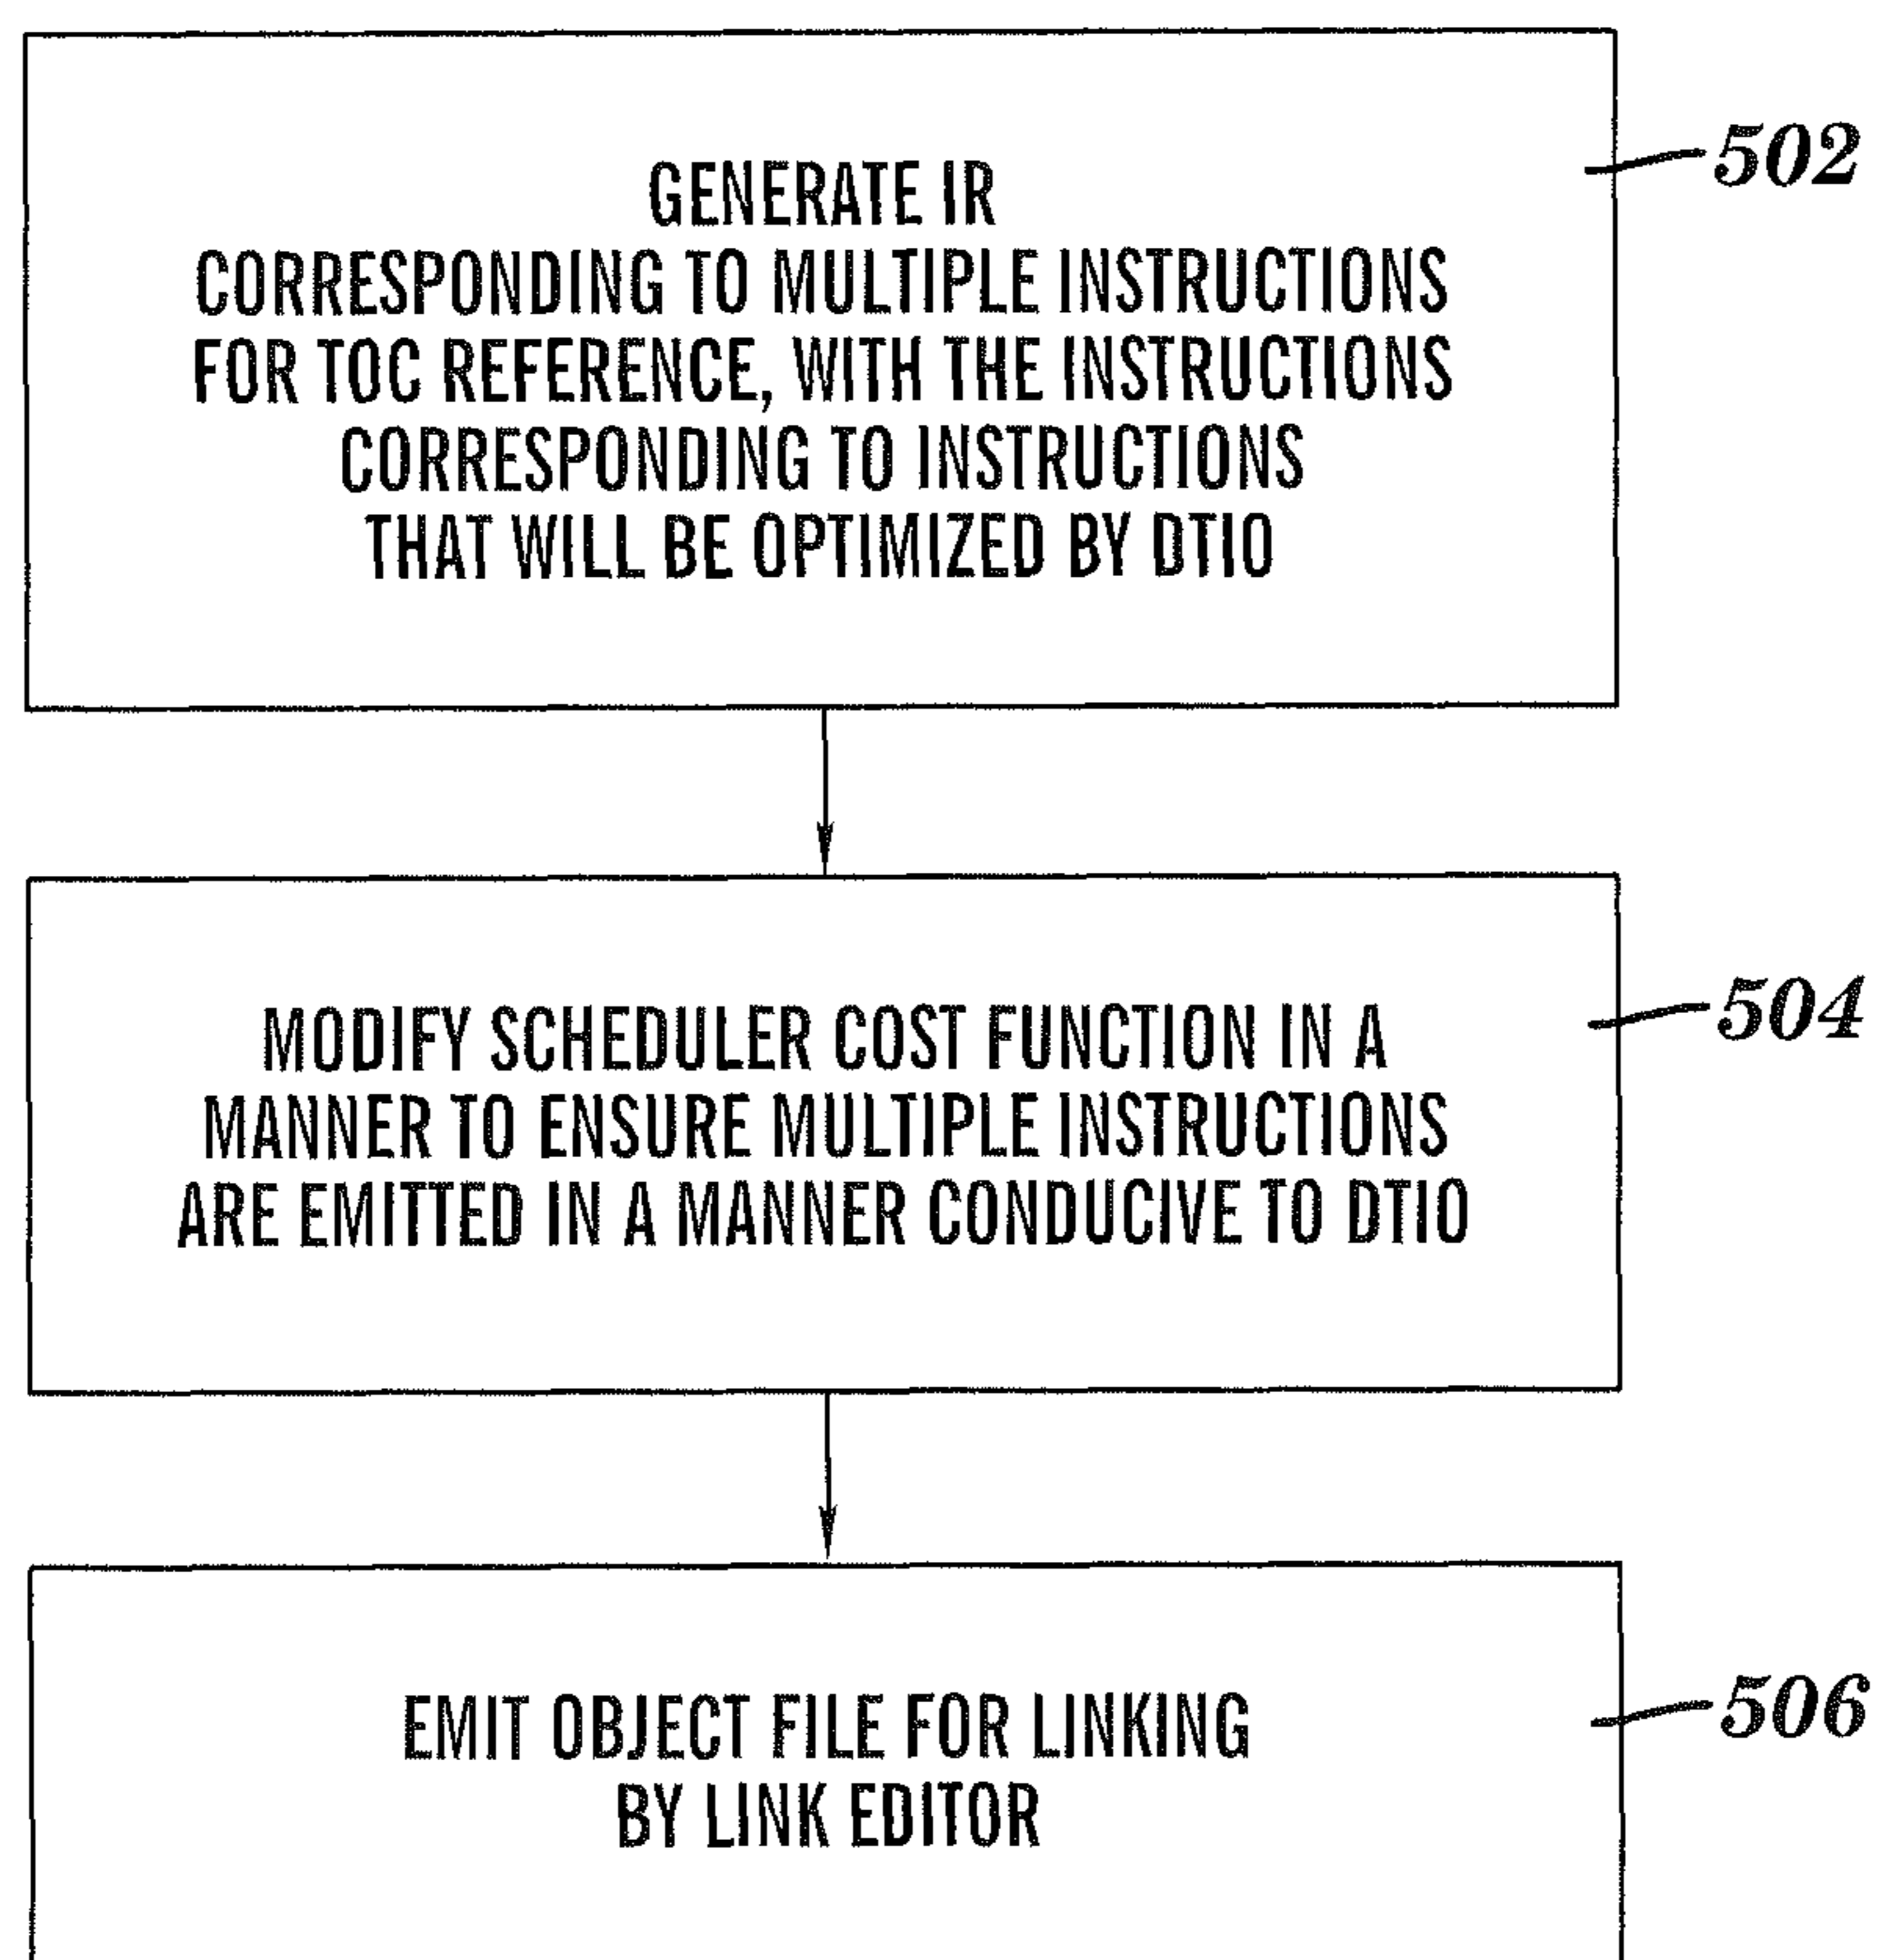 GENERATE IR
CORRESPONDING TO MULTIPLE INSTRUCTIONS
FOR TOC REFERENCE, WITH THE INSTRUCTIONS
CORRESPONDING TO INSTRUCTIONS
THAT WILL BE OPTIMIZED BY DTIO
502
MODIFY SCHEDULER COST FUNCTION IN A
MANNER TO ENSURE MULTIPLE INSTRUCTIONS
ARE EMITTED IN A MANNER CONDUCIVE TO DTIO
504
EMIT OBJECT FILE FOR LINKING
BY LINK EDITOR
506